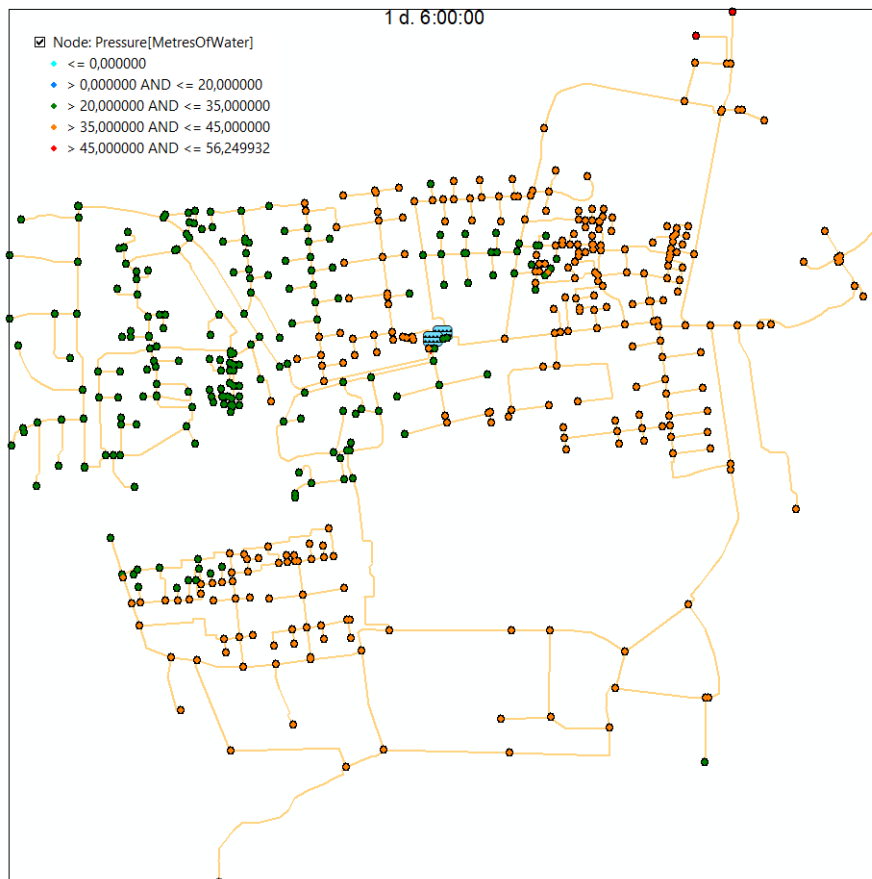 1 d. 6:00:00
Node: Pressure[MetresOfWater]
<= 0,000000
> 0,000000 AND <= 20,000000
> 20,000000 AND <= 35,000000
> 35,000000 AND <= 45,000000
> 45,000000 AND <= 56,249932